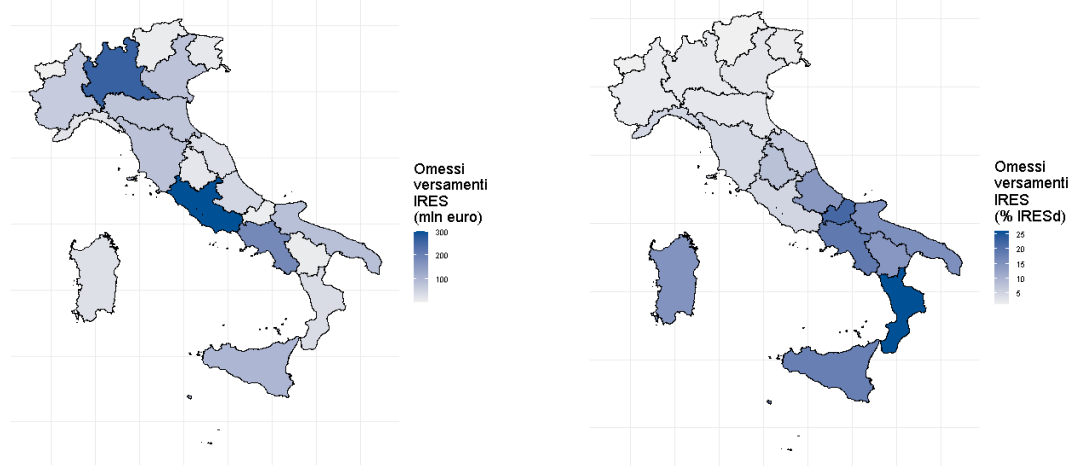 Omessi
versamenti
IRES
(mln euro)
300
200
100
Omessi
versamenti
IRES
(% IRESd)
25
20
15
10
5